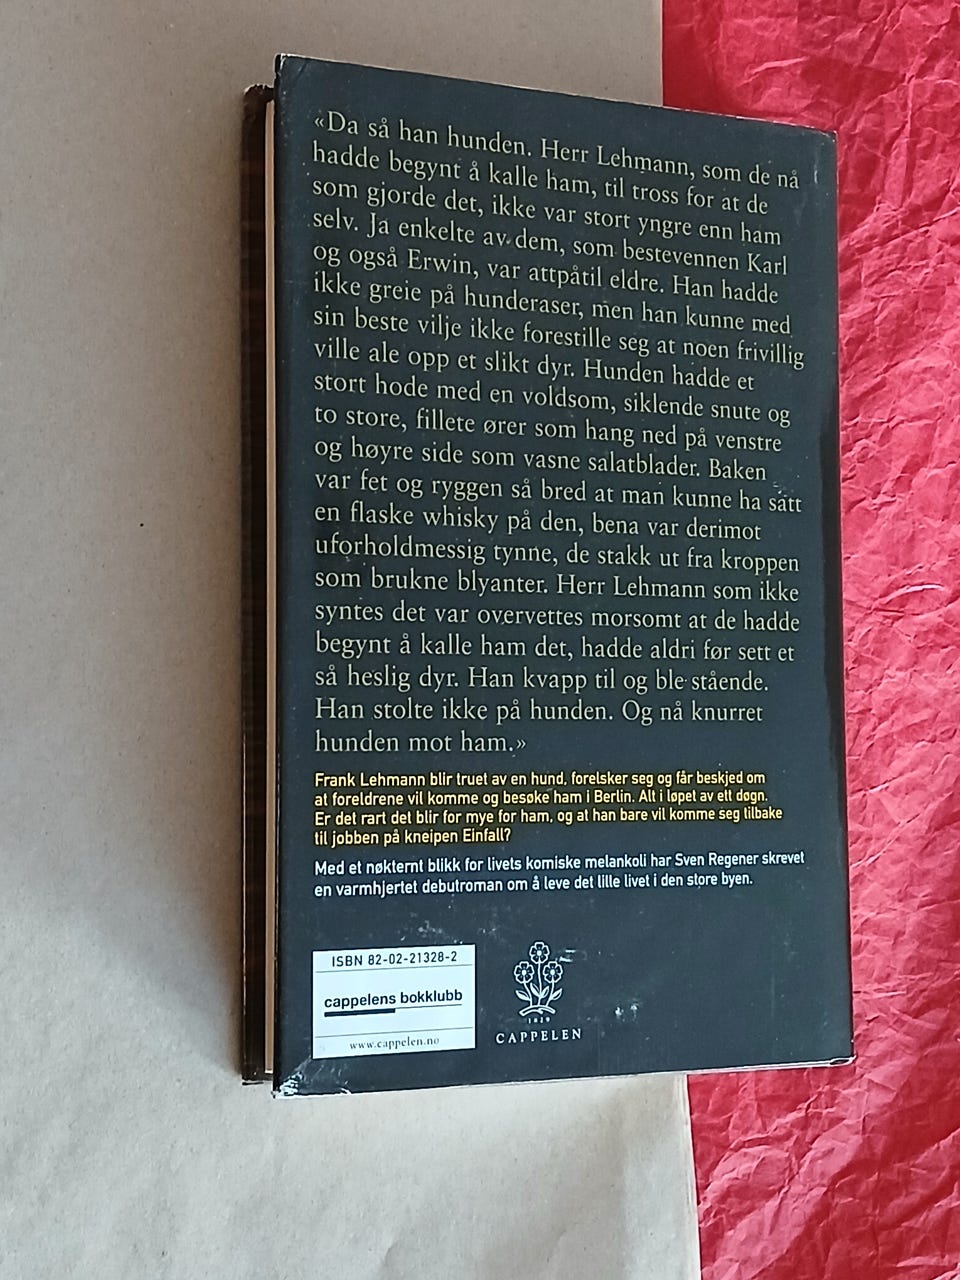 «Da så han hunden. Herr Lehmann, som de nå
hadde begynt å kalle ham, til tross for at de
som gjorde det, ikke var stort yngre enn ham
selv. Ja enkelte av dem, som bestevennen Karl
og også Erwin, var attpåtil eldre. Han hadde
ikke greie på hunderaser, men han kunne med
sin beste vilje ikke forestille seg at noen frivillig
ville ale opp et slikt dyr. Hunden hadde et
stort hode med en voldsom, siklende snute og
to store, fillete ører som hang ned på venstre
og høyre side som vasne salatblader. Baken
var fet og ryggen så bred at man kunne ha satt
en flaske whisky på den, bena var derimot
uforholdmessig tynne, de stakk ut fra kroppen
som brukne blyanter. Herr Lehmann som ikke
syntes det var overvettes morsomt at de hadde
begynt å kalle ham det, hadde aldri før sett et
så heslig dyr. Han kvapp til og ble stående.
Han stolte ikke på hunden. Og nå knurret
hunden mot ham.»
Frank Lehmann blir truet av en hund, forelsker seg og får beskjed om
at foreldrene vil komme og besøke ham i Berlin. Alt i løpet av ett døgn.
Er det rart det blir for mye for ham, og at han bare vil komme seg tilbake
til jobben på kneipen Einfall?
Med et nøkternt blikk for livets komiske melankoli har Sven Regener skrevet
en varmhjertet debutroman om å leve det lille livet i den store byen.
ISBN 82-02-21328-2
cappelens bokklubb
www.cappelen.no
1829
CAPPELEN